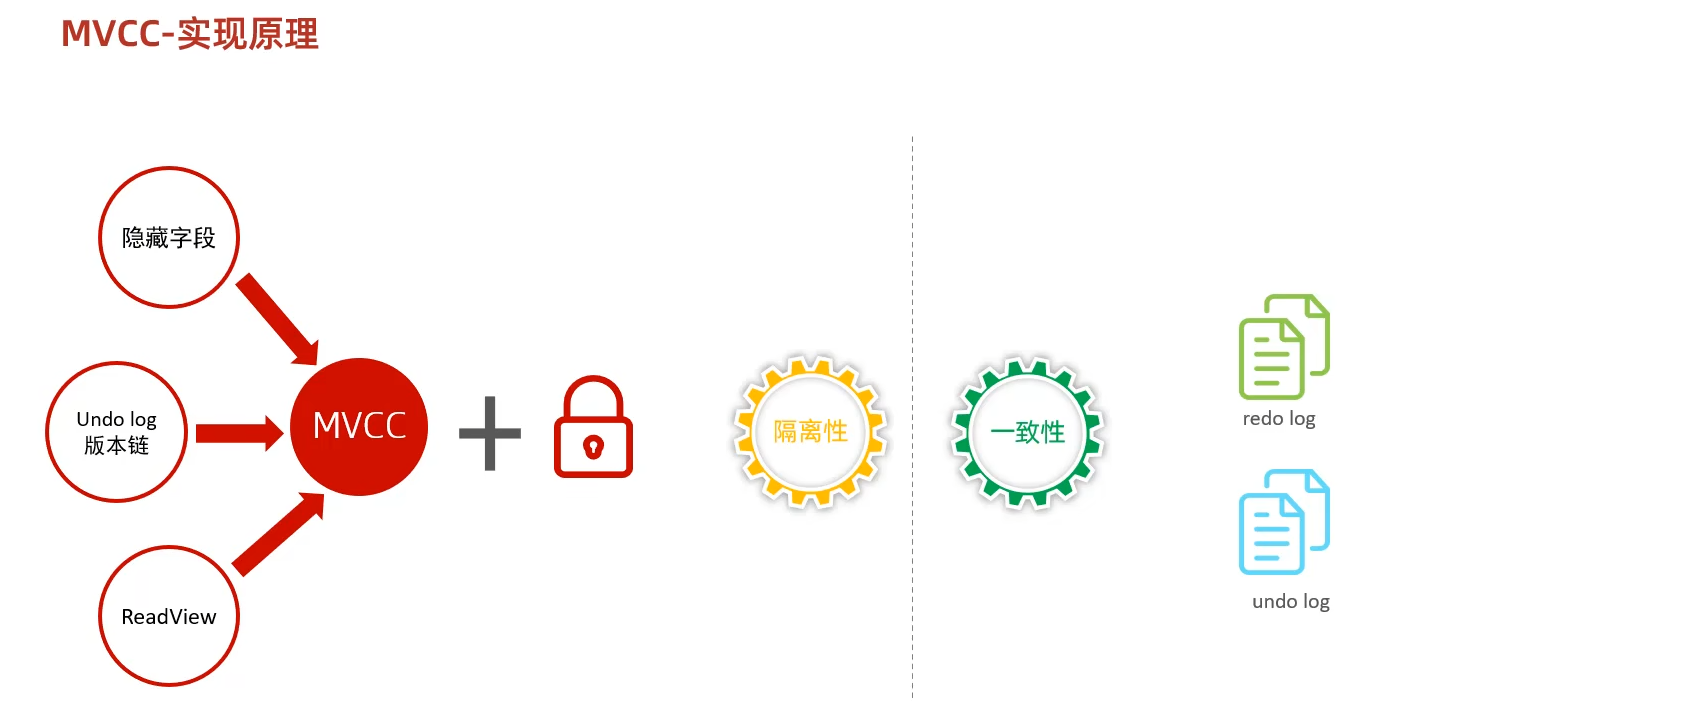 MVCC-实现原理
隐藏字段
Undo log
版本链
ReadView
MVCC
隔离性
一致性
redo log
undo log